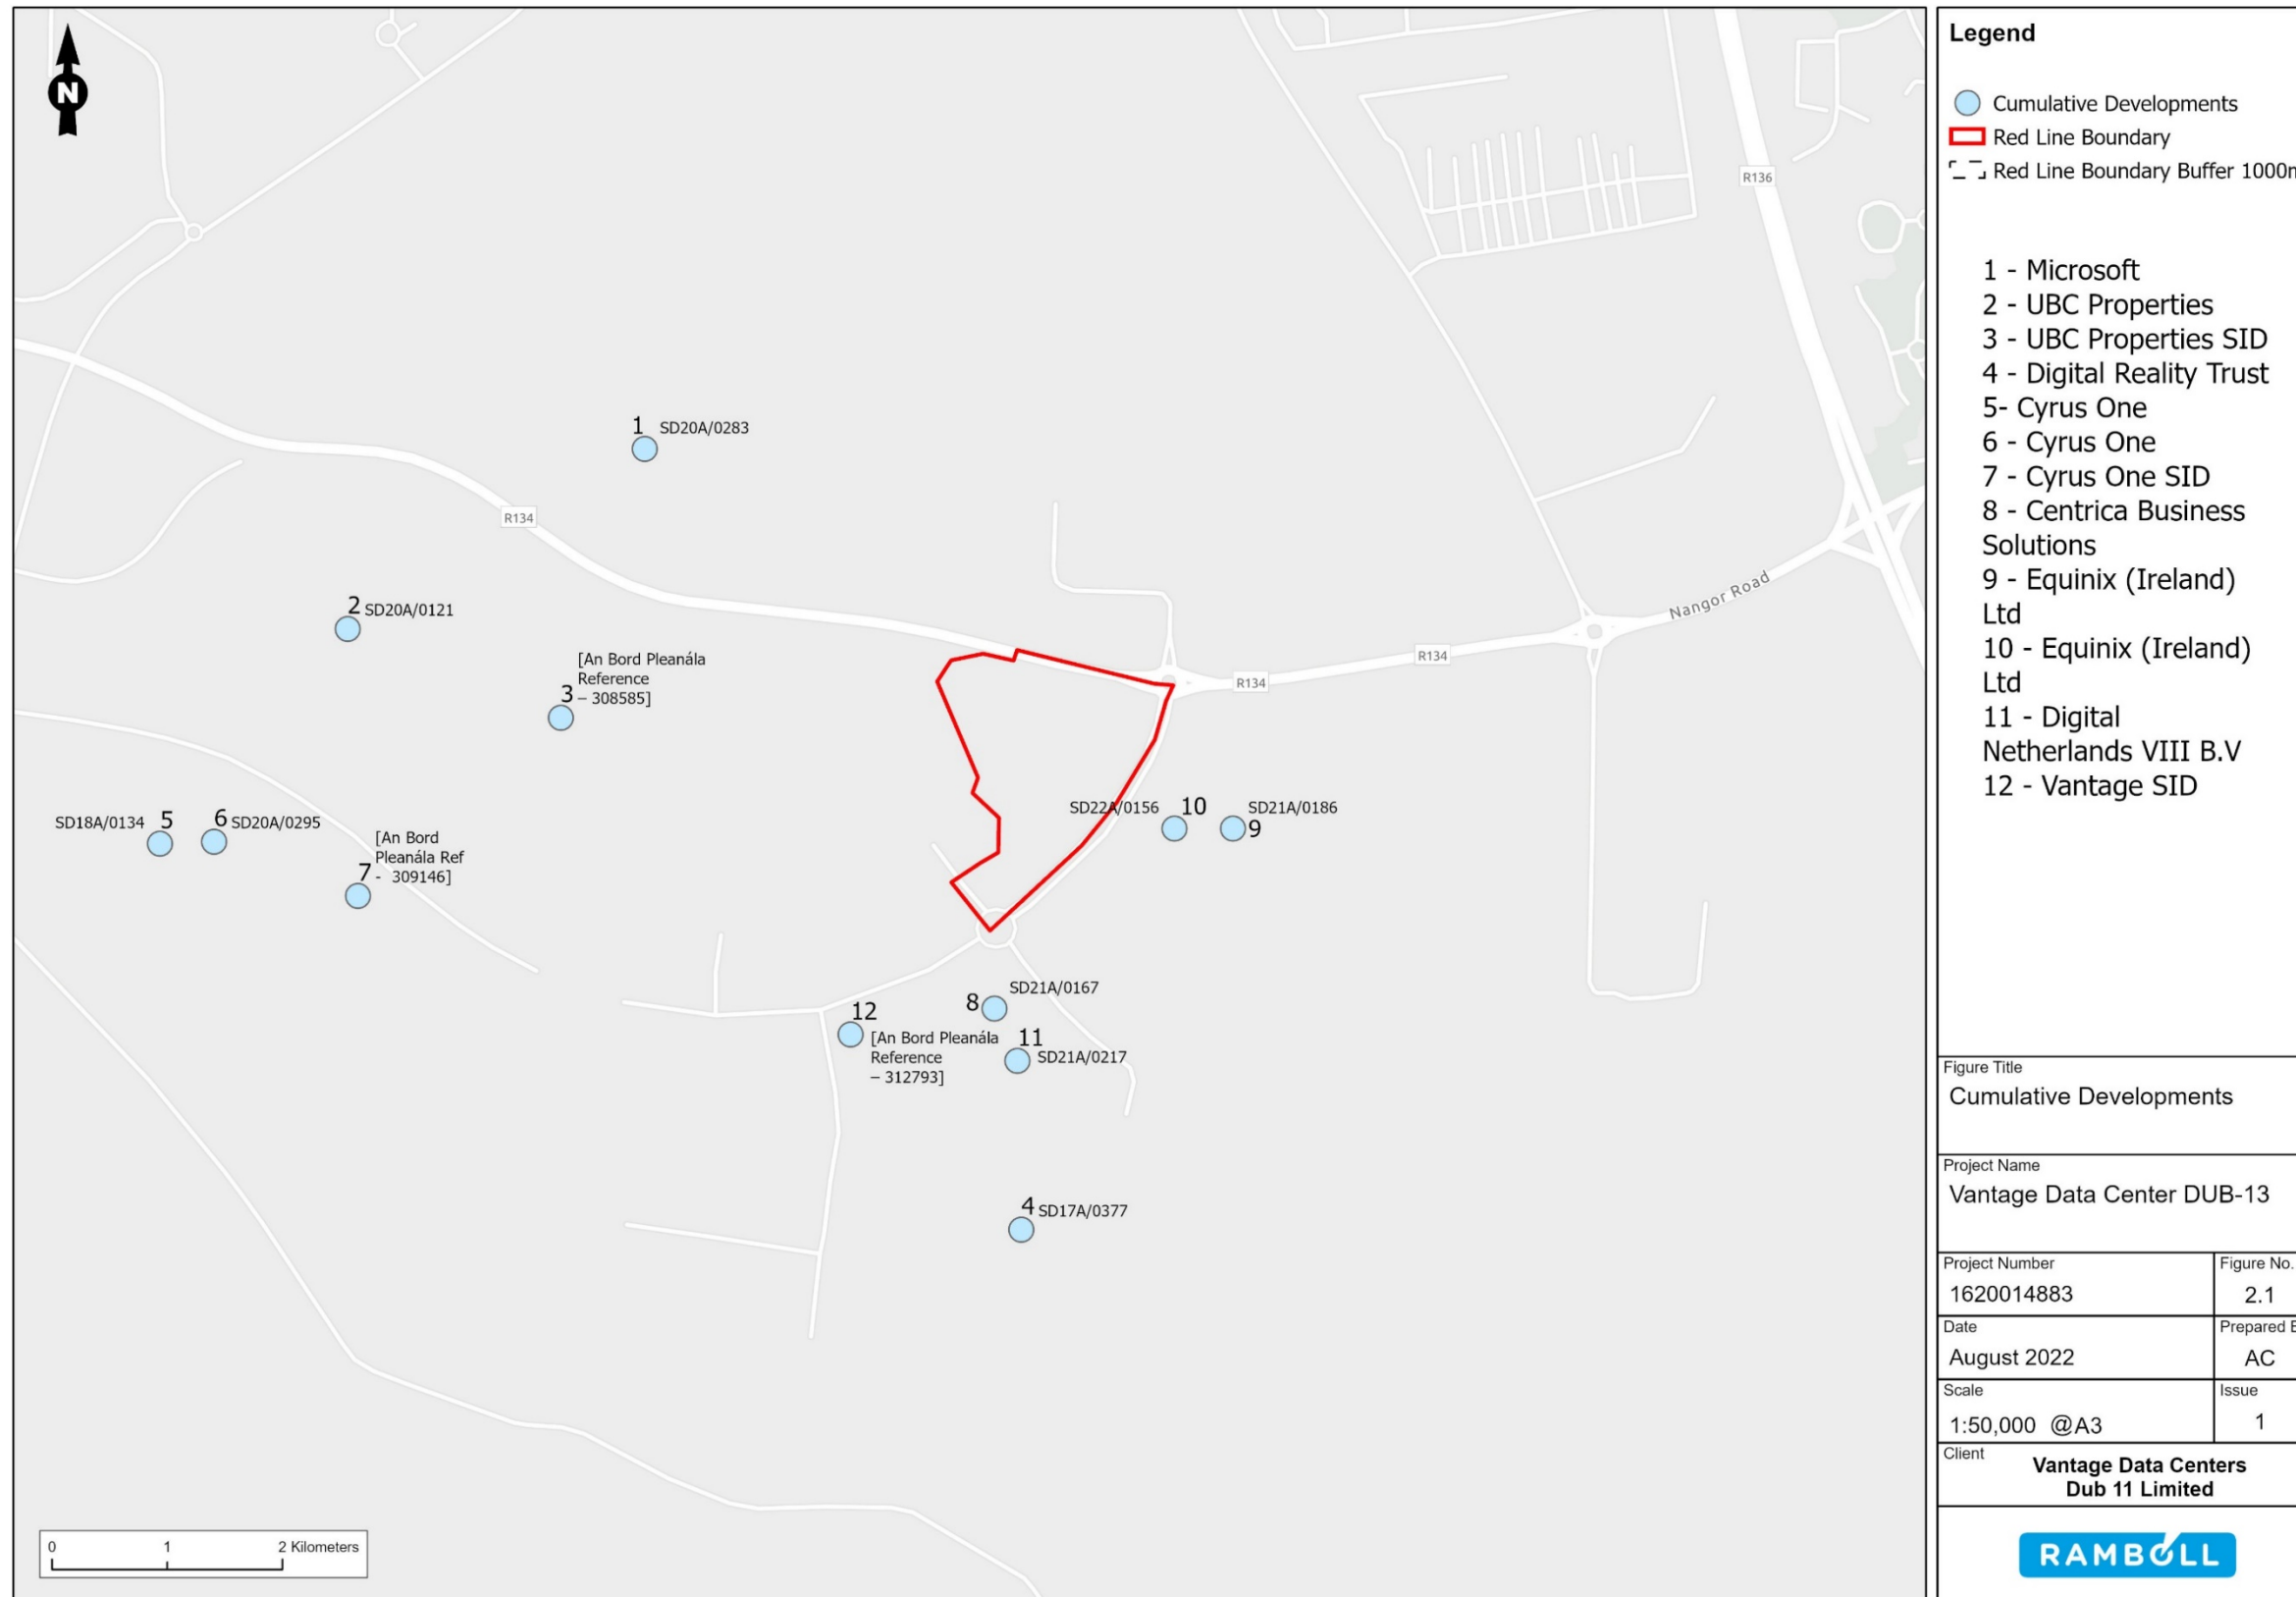 N
R136
1 SD20A/0283
R134
2 SD20A/0121
[An Bord Pleanála
Reference
3 – 308585]
Nangor Road
R134
R134
SD22A/0156 10 SD21A/0186
9
SD18A/0134 5 6 SD20A/0295
[An Bord
Pleanála Ref
7 - 309146]
8 SD21A/0167
12
[An Bord Pleanála
Reference
– 312793]
11
SD21A/0217
4 SD17A/0377
0 1 2 Kilometers
Legend
Cumulative Developments
Red Line Boundary
Red Line Boundary Buffer 1000m
1 - Microsoft
2 - UBC Properties
3 - UBC Properties SID
4 - Digital Reality Trust
5- Cyrus One
6 - Cyrus One
7 - Cyrus One SID
8 - Centrica Business
Solutions
9 - Equinix (Ireland)
Ltd
10 - Equinix (Ireland)
Ltd
11 - Digital
Netherlands VIII B.V
12 - Vantage SID
Figure Title
Cumulative Developments
Project Name
Vantage Data Center DUB-13
Project Number Figure No.
1620014883 2.1
Date Prepared
August 2022 AC
Scale Issue
1:50,000 @A3 1
Client
Vantage Data Centers
Dub 11 Limited
RAMBOLL